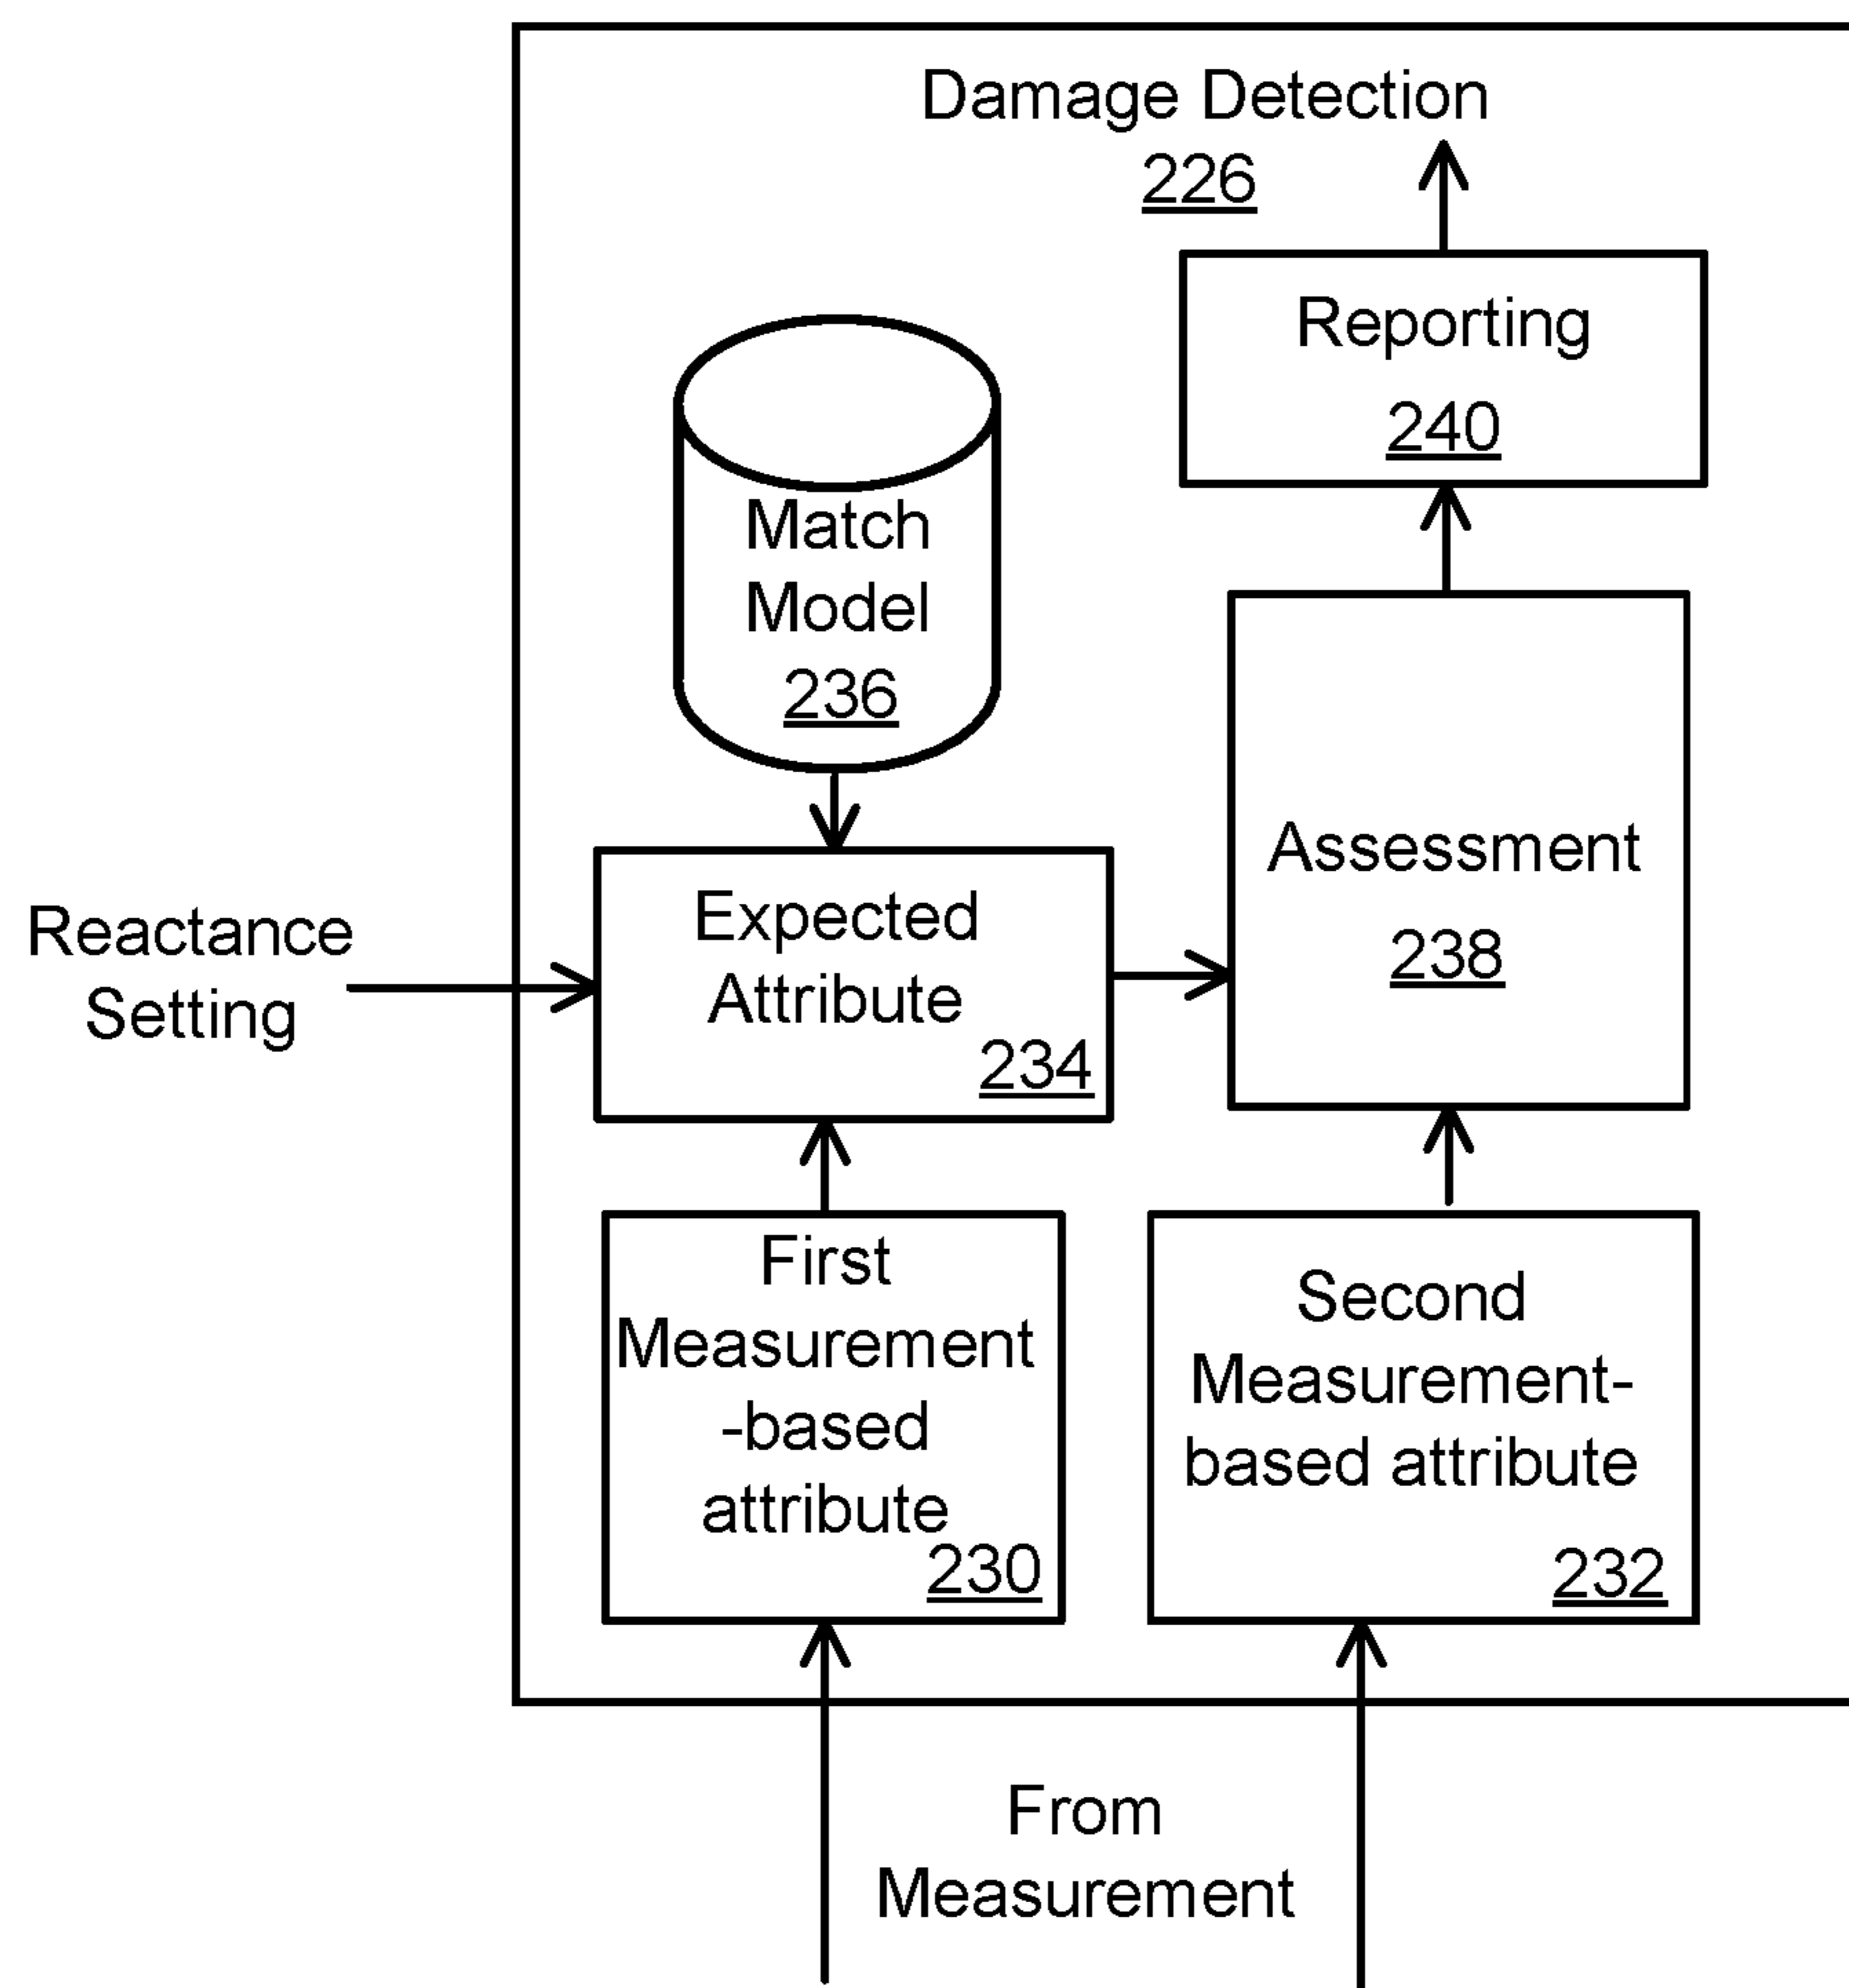 Damage Detection
226
Reporting
240
Match
Model
236
Assessment
238
Expected
Attribute
234
Reactance
Setting
First
Measurement
-based
attribute
230
Second
Measurement-
based attribute
232
From
Measurement